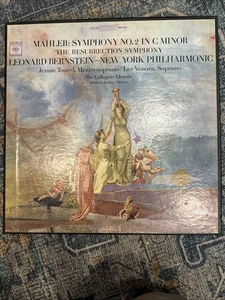 MAHLER: SYMPHONY NO. 2 IN C MINOR
THE RESURRECTION SYMPHONY
LEONARD BERNSTEIN—NEW YORK PHILHARMONIC
Jennie Tourel, Mezzo-soprano / Lee Venora, Soprano
The Collegiate Chorale